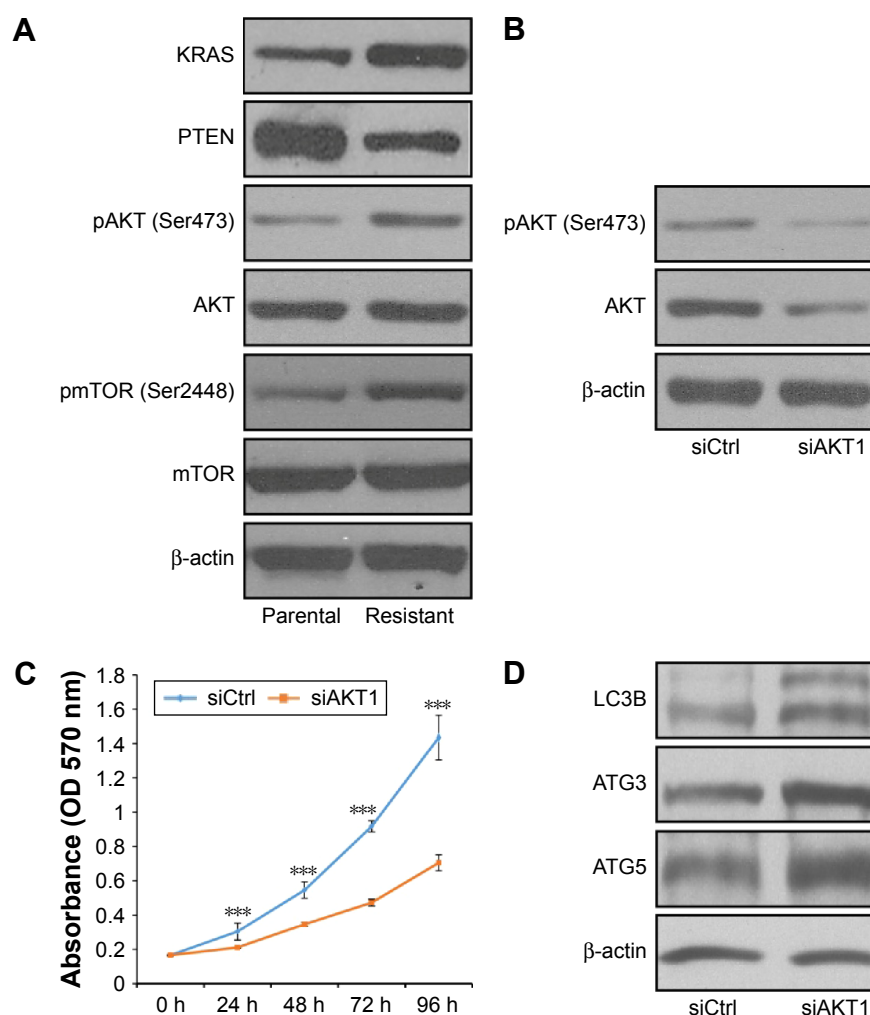 A
KRAS
PTEN
pAKT (Ser473)
AKT
pmTOR (Ser2448)
mTOR
β-actin
Parental Resistant
B
pAKT (Ser473)
AKT
β-actin
siCtrl siAKT1
C
Absorbance (OD 570 nm)
1.8
1.6
1.4
1.2
1
0.8
0.6
0.4
0.2
0
siCtrl siAKT1
***
***
***
***
0 h 24 h 48 h 72 h 96 h
D
LC3B
ATG3
ATG5
β-actin
siCtrl siAKT1